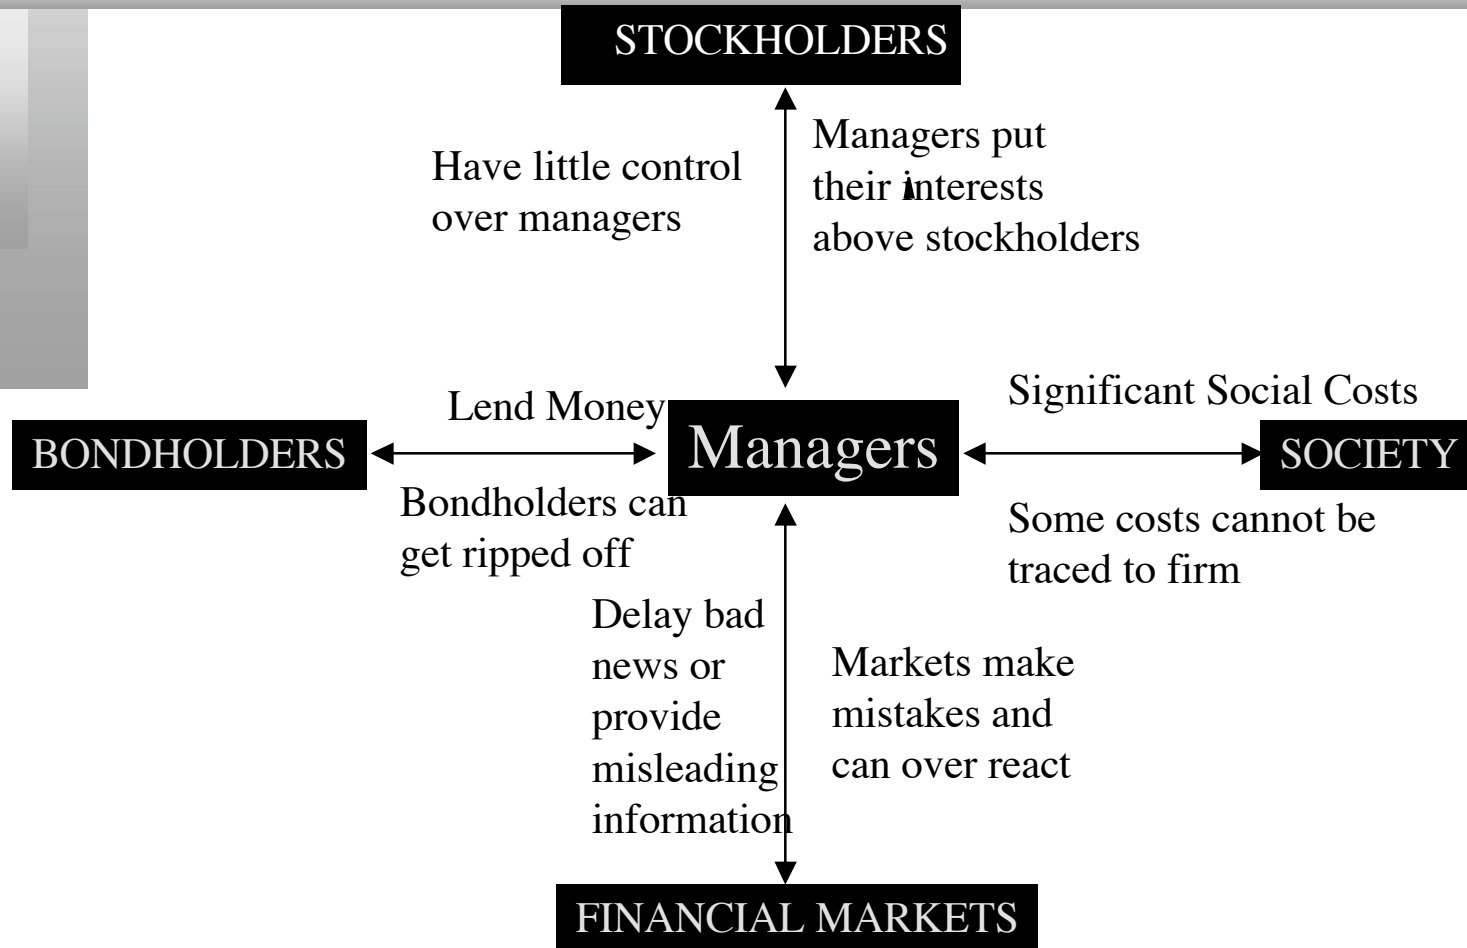 STOCKHOLDERS
Have little control
over managers
Managers put
their interests
above stockholders
Lend Money
BONDHOLDERS
Bondholders can
get ripped off
Managers
Significant Social Costs
SOCIETY
Some costs cannot be
traced to firm
Delay bad
news or
provide
misleading
information
Markets make
mistakes and
can over react
FINANCIAL MARKETS